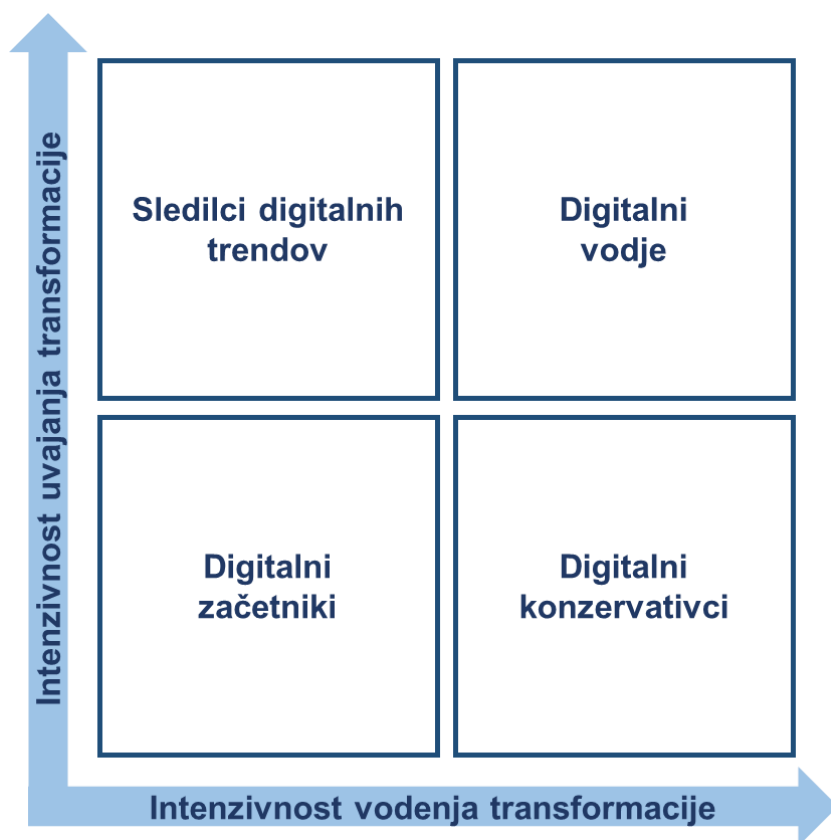 Intenzivnost uvajanja transformacije
Sledilci digitalnih
trendov
Digitalni
vodje
Digitalni
začetniki
Digitalni
konzervativci
Intenzivnost vodenja transformacije